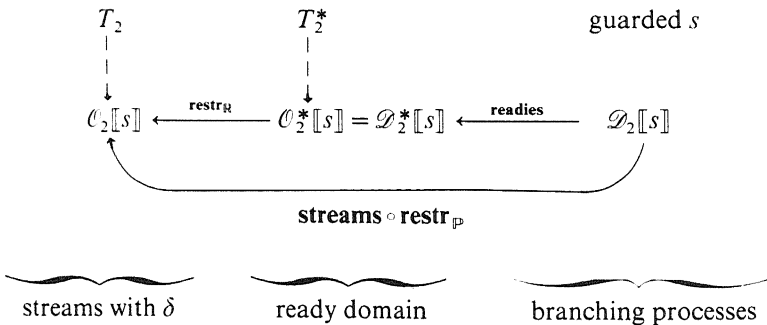 T₂ T₂* guarded s
restr_ℝ readies
𝒪₂⟦s⟧ 𝒪₂*⟦s⟧ = 𝒟₂*⟦s⟧ 𝒟₂⟦s⟧
streams ∘ restr_ℙ
streams with δ ready domain branching processes